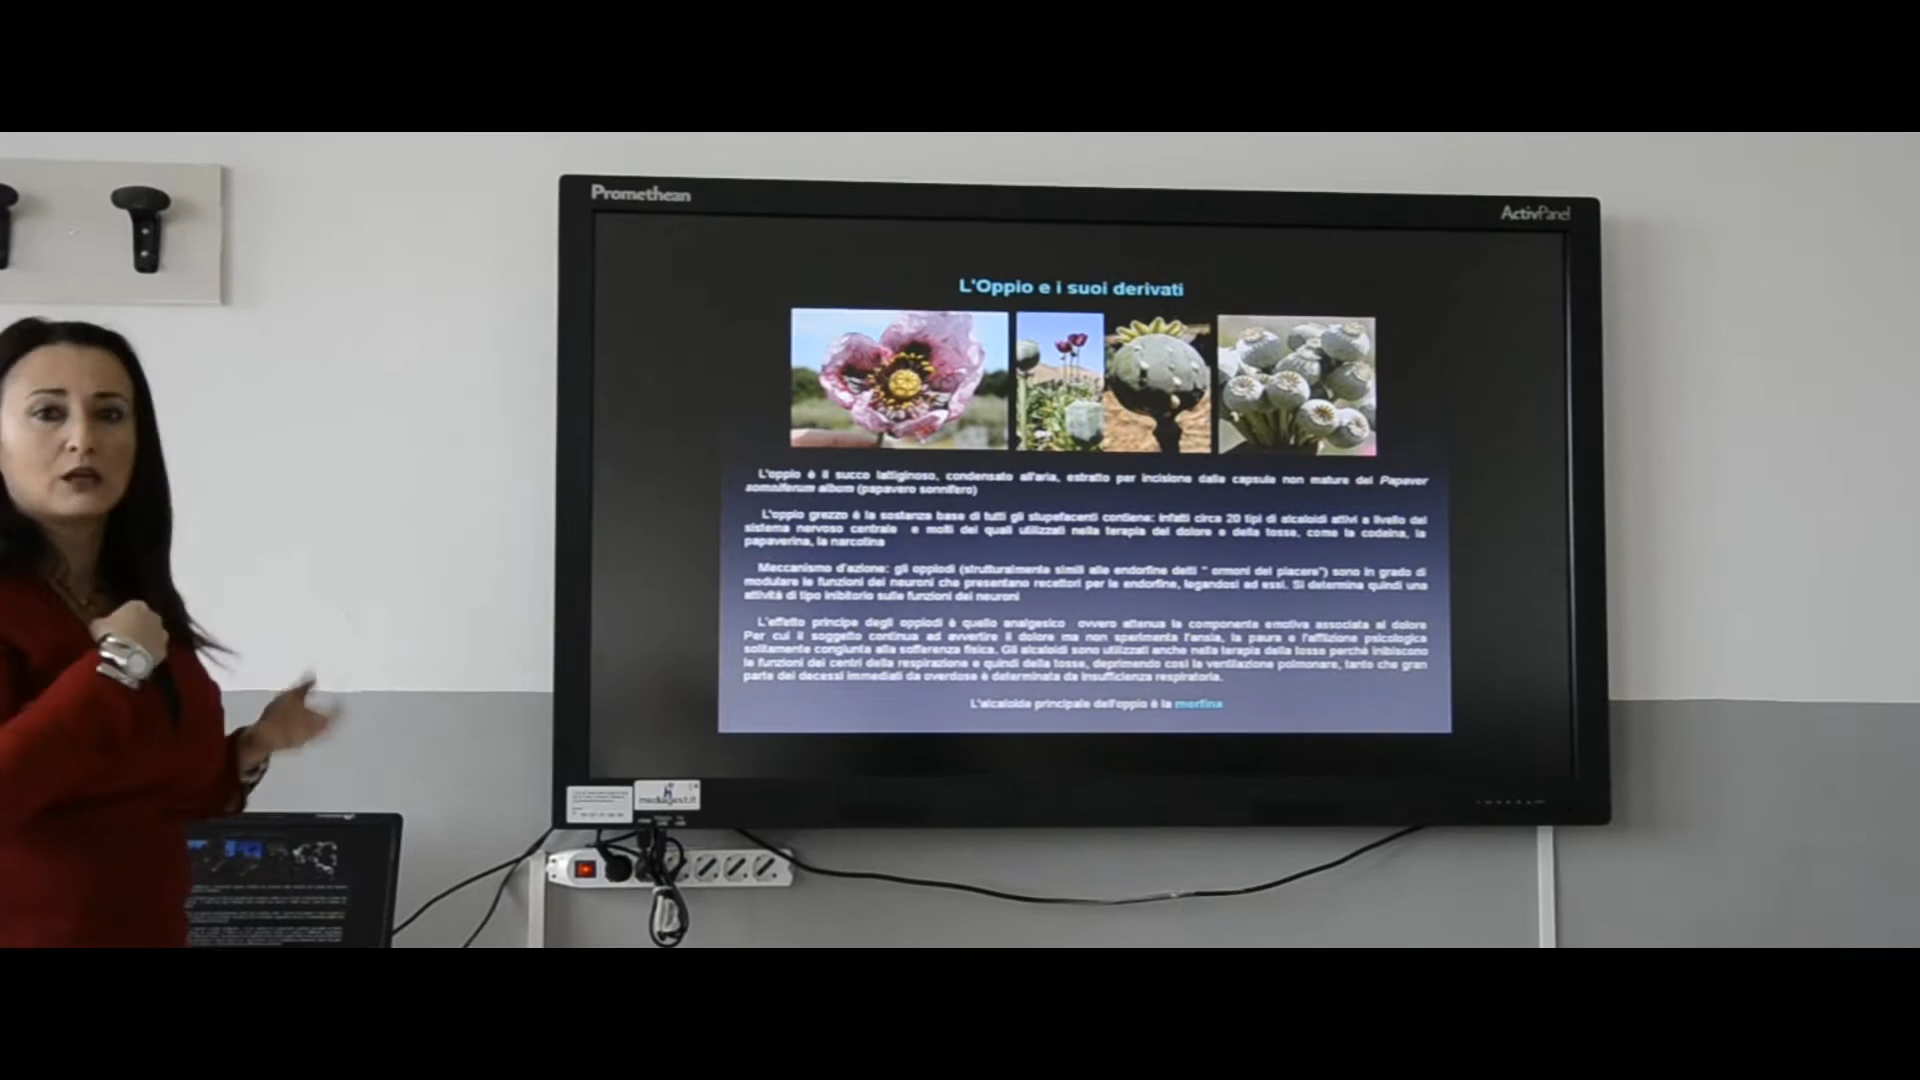 Promethean
ActivPanel
L'Oppio e i suoi derivati
L'oppio è il succo lattiginoso, condensato all'aria, estratto per incisione dalle capsule non mature del Papaver
somniferum album (papavero sonnifero)
L'oppio grezzo è la sostanza base di tutti gli stupefacenti contiene: infatti circa 20 tipi di alcaloidi attivi a livello del
sistema nervoso centrale e molti dei quali utilizzati nella terapia del dolore e della tosse, come la codeina, la
papaverina, la narcotina
Meccanismo d'azione: gli oppiodi (strutturalmente simili alle endorfine detti " ormoni del piacere") sono in grado di
modulare le funzioni dei neuroni che presentano recettori per le endorfine, legandosi ad essi. Si determina quindi una
attività di tipo inibitorio sulle funzioni dei neuroni
L'effetto principe degli oppiodi è quello analgesico ovvero attenua la componente emotiva associata al dolore
Per cui il soggetto continua ad avvertire il dolore ma non sperimenta l'ansia, la paura e l'afflizione psicologica
solitamente congiunta alla sofferenza fisica. Gli alcaloidi sono utilizzati anche nella terapia della tosse perché inibiscono
le funzioni dei centri della respirazione e quindi della tosse, deprimendo così la ventilazione polmonare, tanto che gran
parte dei decessi immediati da overdose è determinata da insufficienza respiratoria.
L'alcaloide principale dell'oppio è la morfina
mediagest.it